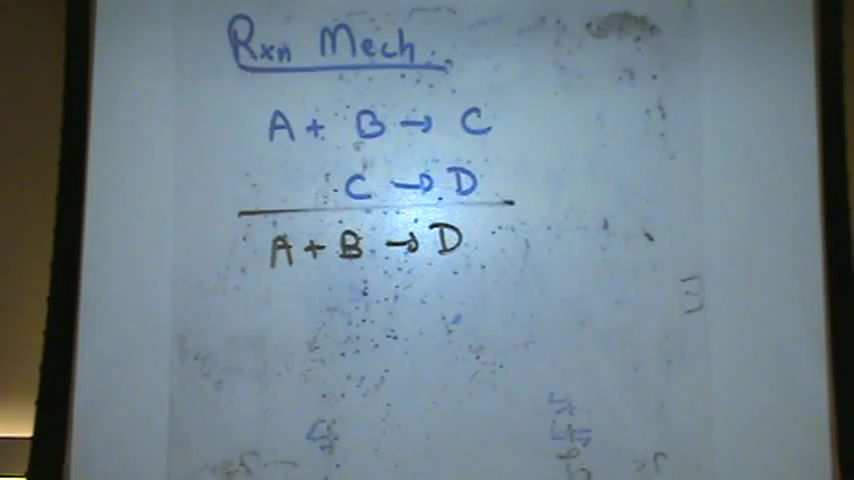 Rxn Mech.
A + B → C
C → D
A + B → D